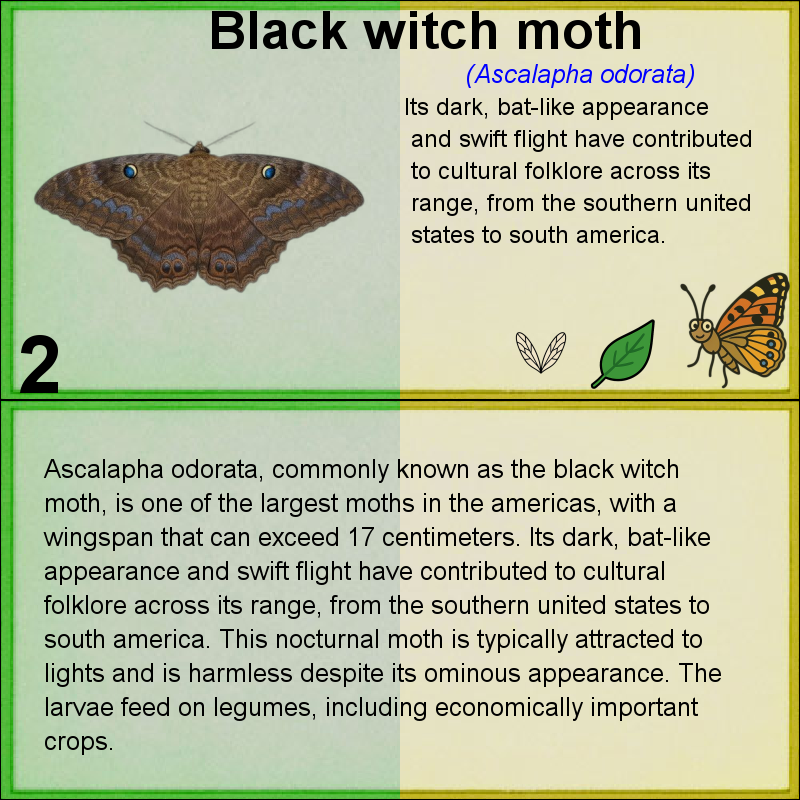 Black witch moth
(Ascalapha odorata)
Its dark, bat-like appearance
and swift flight have contributed
to cultural folklore across its
range, from the southern united
states to south america.
2
Ascalapha odorata, commonly known as the black witch
moth, is one of the largest moths in the americas, with a
wingspan that can exceed 17 centimeters. Its dark, bat-like
appearance and swift flight have contributed to cultural
folklore across its range, from the southern united states to
south america. This nocturnal moth is typically attracted to
lights and is harmless despite its ominous appearance. The
larvae feed on legumes, including economically important
crops.